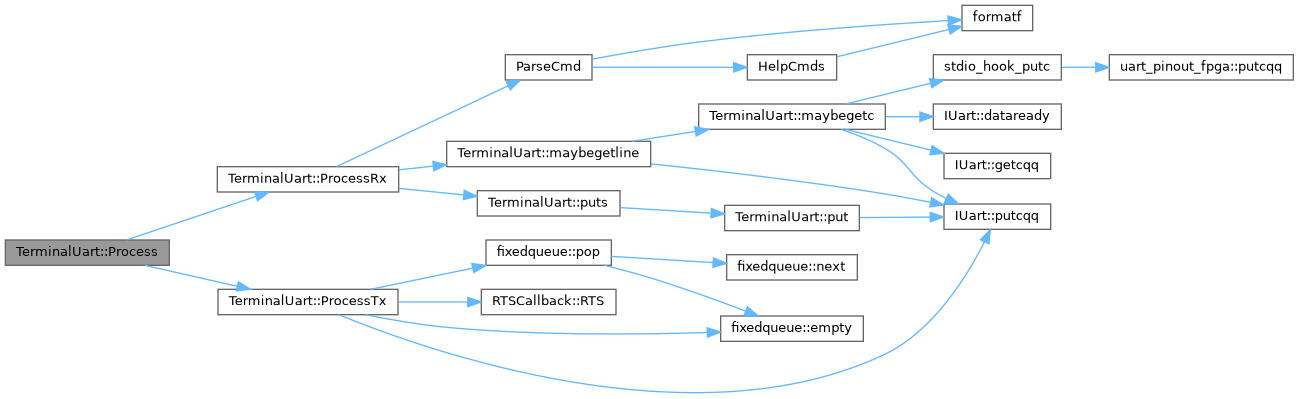 formatf
ParseCmd
HelpCmds
stdio_hook_putc
uart_pinout_fpga::putcqq
TerminalUart::maybegetc
IUart::dataready
TerminalUart::maybegetline
IUart::getcqq
TerminalUart::ProcessRx
TerminalUart::puts
TerminalUart::put
IUart::putcqq
TerminalUart::Process
fixedqueue::pop
fixedqueue::next
TerminalUart::ProcessTx
RTSCallback::RTS
fixedqueue::empty